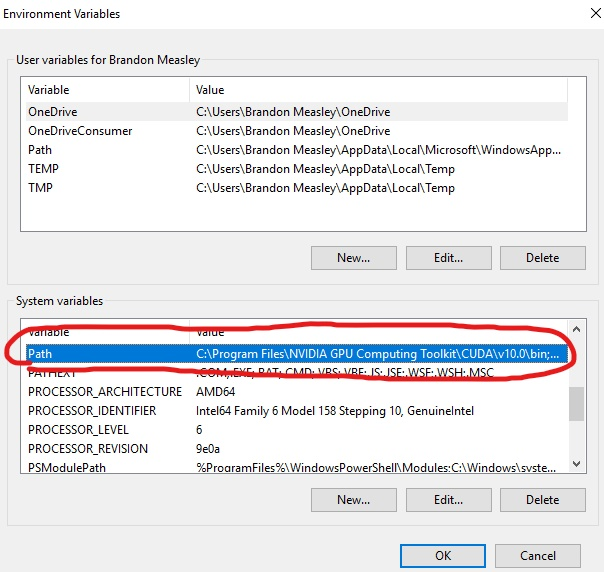 Environment Variables
User variables for Brandon Measley
Variable Value
OneDrive C:\Users\Brandon Measley\OneDrive
OneDriveConsumer C:\Users\Brandon Measley\OneDrive
Path C:\Users\Brandon Measley\AppData\Local\Microsoft\WindowsApp...
TEMP C:\Users\Brandon Measley\AppData\Local\Temp
TMP C:\Users\Brandon Measley\AppData\Local\Temp
New... Edit... Delete
System variables
Variable Value
Path C:\Program Files\NVIDIA GPU Computing Toolkit\CUDA\v10.0\bin;...
PATHEXT .COM;.EXE;.BAT;.CMD;.VBS;.VBE;.JS;.JSE;.WSF;.WSH;.MSC
PROCESSOR_ARCHITECTURE AMD64
PROCESSOR_IDENTIFIER Intel64 Family 6 Model 158 Stepping 10, GenuineIntel
PROCESSOR_LEVEL 6
PROCESSOR_REVISION 9e0a
PSModulePath %ProgramFiles%\WindowsPowerShell\Modules;C:\Windows\syste...
New... Edit... Delete
OK Cancel